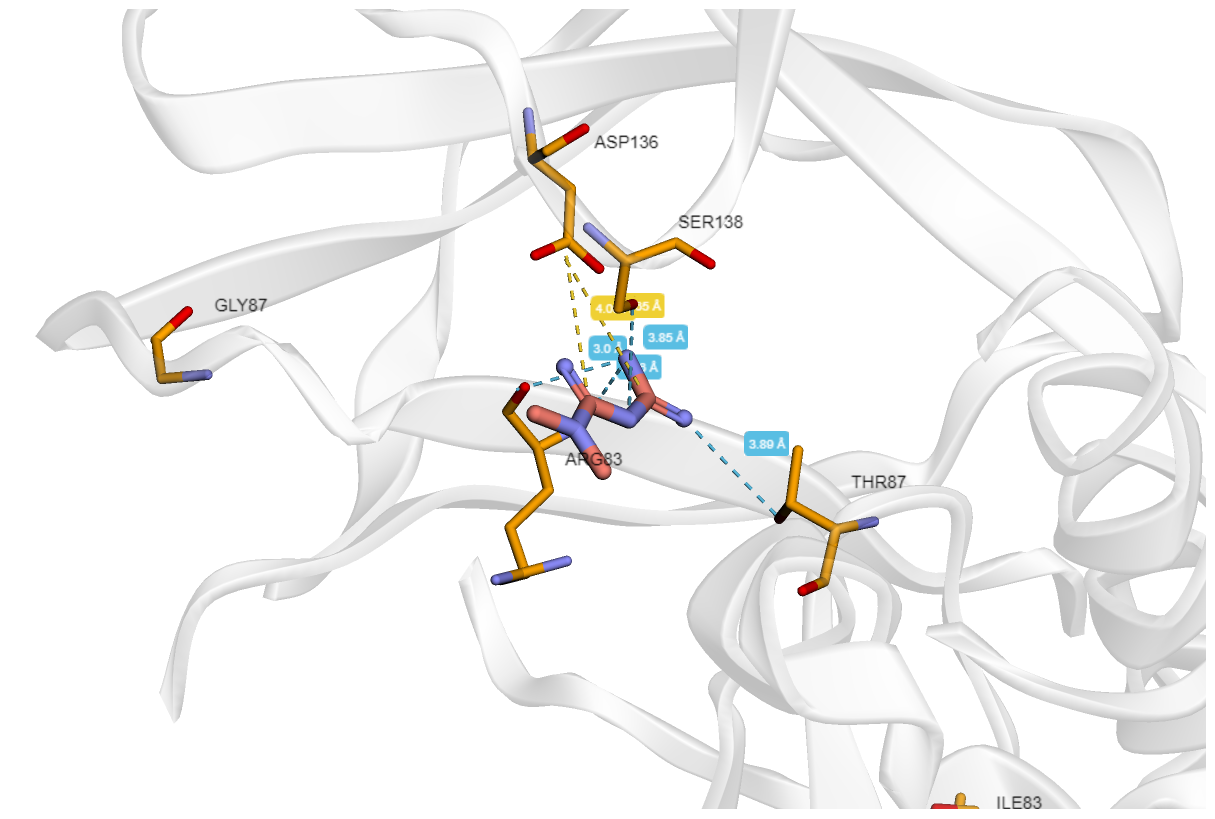 ASP136
SER138
GLY87
3.85 Å
3.0 Å
3.89 Å
ARG83
THR87
ILE83